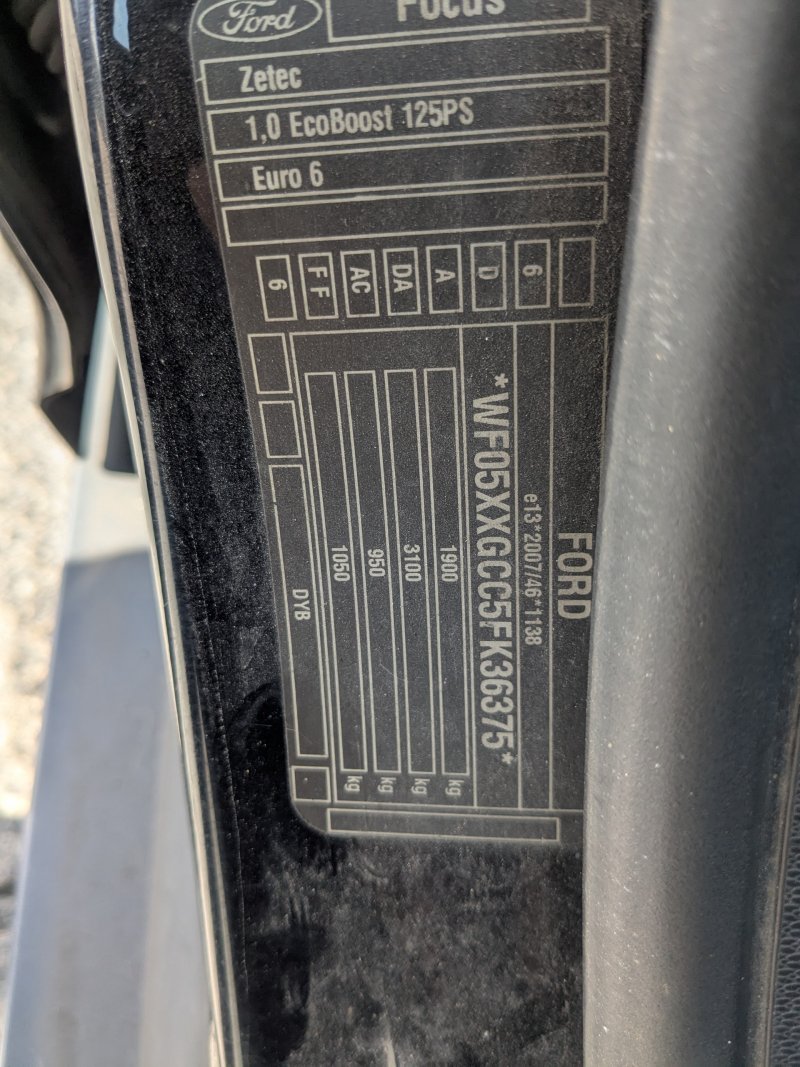 Ford
Focus
Zetec
1,0 EcoBoost 125PS
Euro 6
6 D A DA AC F F 6
FORD
e13*2007/46*1138
*WF05XXGCC5FK36375*
1900 kg
3100 kg
950 kg
1050 kg
DYB